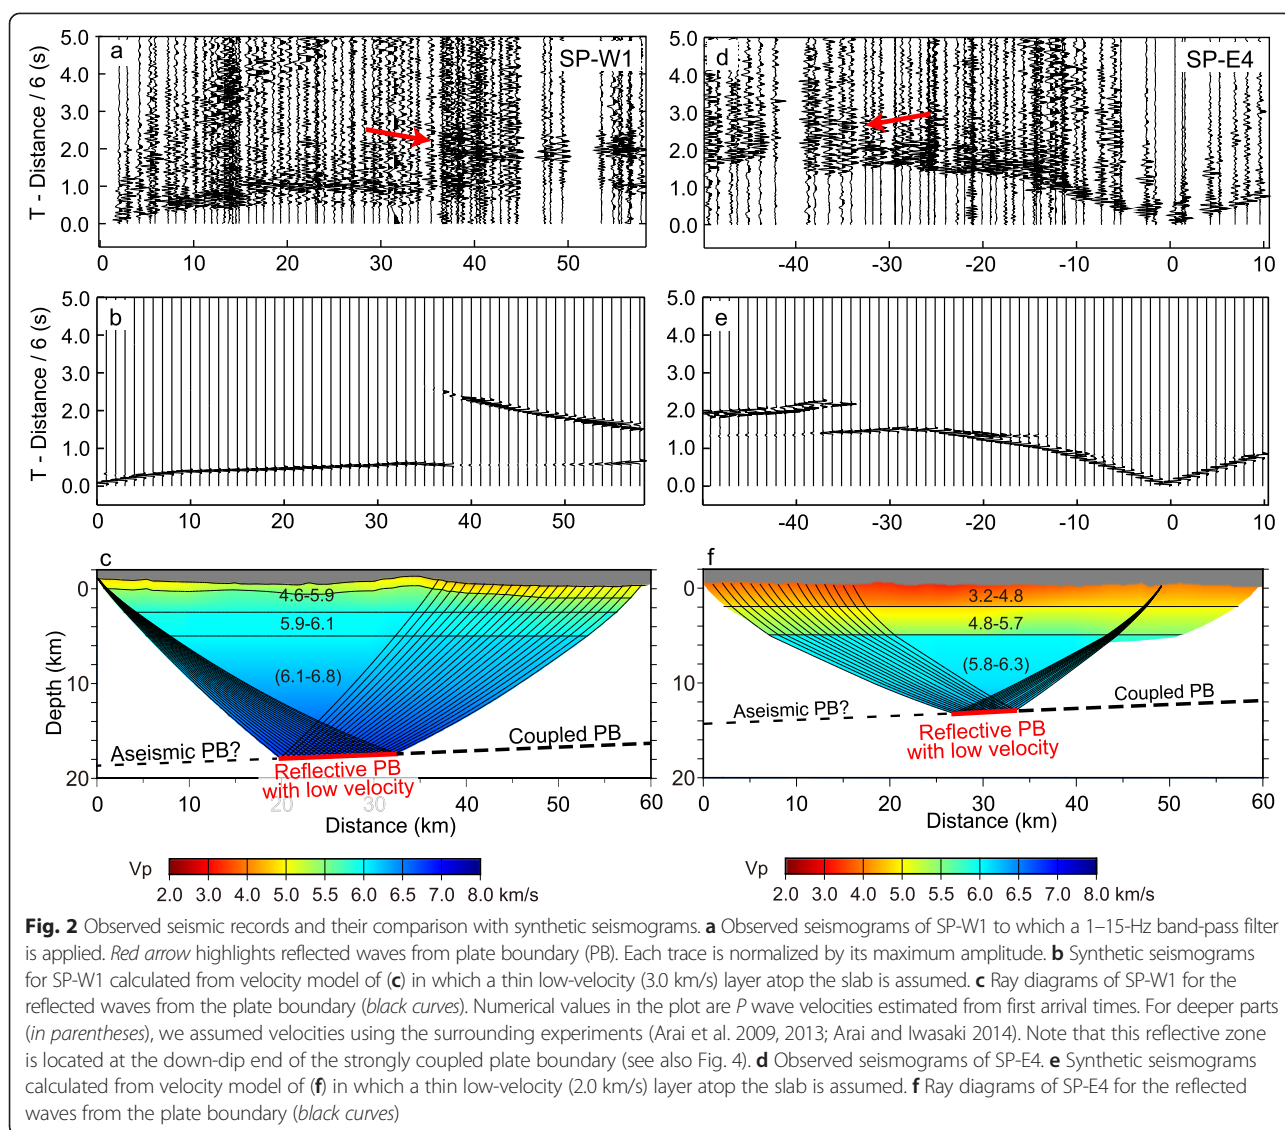 a
SP-W1
T - Distance / 6 (s)
5.0
4.0
3.0
2.0
1.0
0.0
0 10 20 30 40 50
d
SP-E4
5.0
4.0
3.0
2.0
1.0
0.0
-40 -30 -20 -10 0 10
b
T - Distance / 6 (s)
5.0
4.0
3.0
2.0
1.0
0.0
0 10 20 30 40 50
e
5.0
4.0
3.0
2.0
1.0
0.0
-40 -30 -20 -10 0 10
c
Depth (km)
0
10
20
4.6-5.9
5.9-6.1
(6.1-6.8)
Aseismic PB?
Coupled PB
Reflective PB
with low velocity
0 10 20 30 40 50 60
Distance (km)
f
0
10
20
3.2-4.8
4.8-5.7
(5.8-6.3)
Aseismic PB?
Coupled PB
Reflective PB
with low velocity
0 10 20 30 40 50 60
Distance (km)
Vp
2.0 3.0 4.0 5.0 5.5 6.0 6.5 7.0 8.0 km/s
Vp
2.0 3.0 4.0 5.0 5.5 6.0 6.5 7.0 8.0 km/s
Fig. 2 Observed seismic records and their comparison with synthetic seismograms. a Observed seismograms of SP-W1 to which a 1–15-Hz band-pass filter
is applied. Red arrow highlights reflected waves from plate boundary (PB). Each trace is normalized by its maximum amplitude. b Synthetic seismograms
for SP-W1 calculated from velocity model of (c) in which a thin low-velocity (3.0 km/s) layer atop the slab is assumed. c Ray diagrams of SP-W1 for the
reflected waves from the plate boundary (black curves). Numerical values in the plot are P wave velocities estimated from first arrival times. For deeper parts
(in parentheses), we assumed velocities using the surrounding experiments (Arai et al. 2009, 2013; Arai and Iwasaki 2014). Note that this reflective zone
is located at the down-dip end of the strongly coupled plate boundary (see also Fig. 4). d Observed seismograms of SP-E4. e Synthetic seismograms
calculated from velocity model of (f) in which a thin low-velocity (2.0 km/s) layer atop the slab is assumed. f Ray diagrams of SP-E4 for the reflected
waves from the plate boundary (black curves)